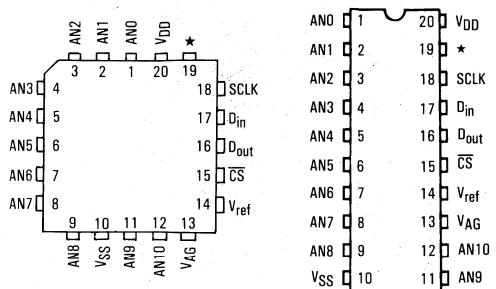 AN2 AN1 AN0 VDD ★
3 2 1 20 19
AN3 4 18 SCLK
AN4 5 17 Din
AN5 6 16 Dout
AN6 7 15 C̅S̅
AN7 8 14 Vref
9 10 11 12 13
AN8 VSS AN9 AN10 VAG
AN0 1 20 VDD
AN1 2 19 ★
AN2 3 18 SCLK
AN3 4 17 Din
AN4 5 16 Dout
AN5 6 15 C̅S̅
AN6 7 14 Vref
AN7 8 13 VAG
AN8 9 12 AN10
VSS 10 11 AN9